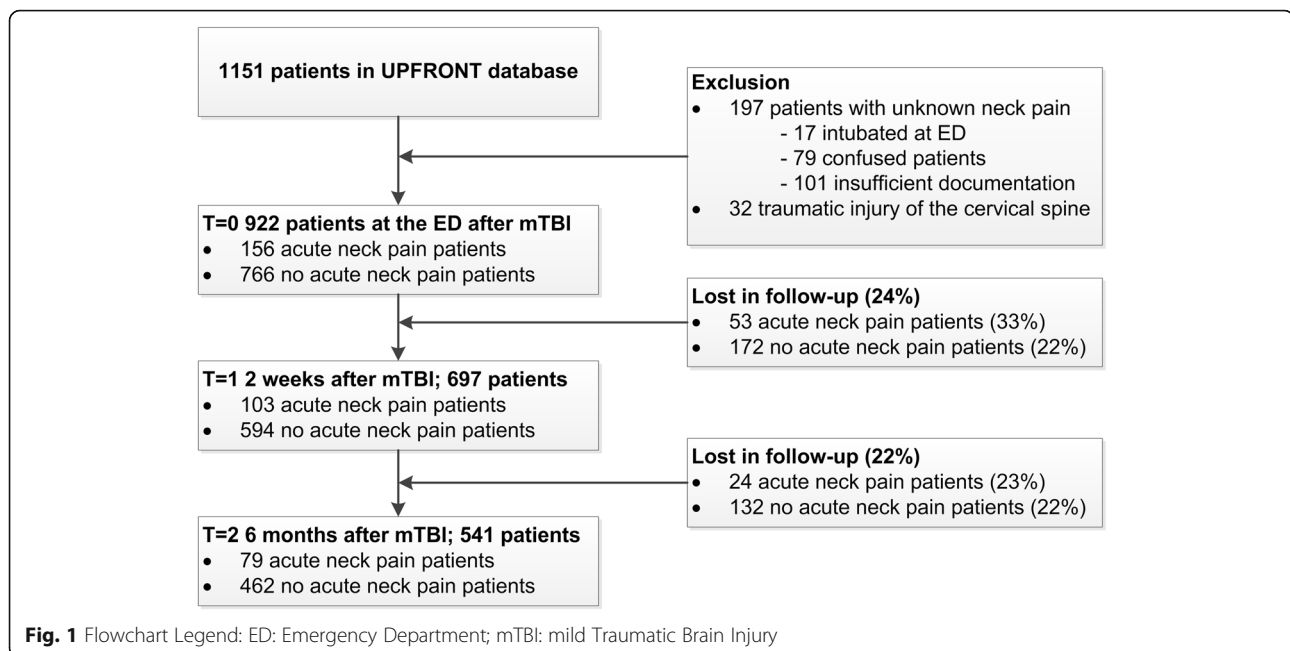 1151 patients in UPFRONT database
Exclusion
• 197 patients with unknown neck pain
- 17 intubated at ED
- 79 confused patients
- 101 insufficient documentation
• 32 traumatic injury of the cervical spine
T=0 922 patients at the ED after mTBI
• 156 acute neck pain patients
• 766 no acute neck pain patients
Lost in follow-up (24%)
• 53 acute neck pain patients (33%)
• 172 no acute neck pain patients (22%)
T=1 2 weeks after mTBI; 697 patients
• 103 acute neck pain patients
• 594 no acute neck pain patients
Lost in follow-up (22%)
• 24 acute neck pain patients (23%)
• 132 no acute neck pain patients (22%)
T=2 6 months after mTBI; 541 patients
• 79 acute neck pain patients
• 462 no acute neck pain patients
Fig. 1 Flowchart Legend: ED: Emergency Department; mTBI: mild Traumatic Brain Injury